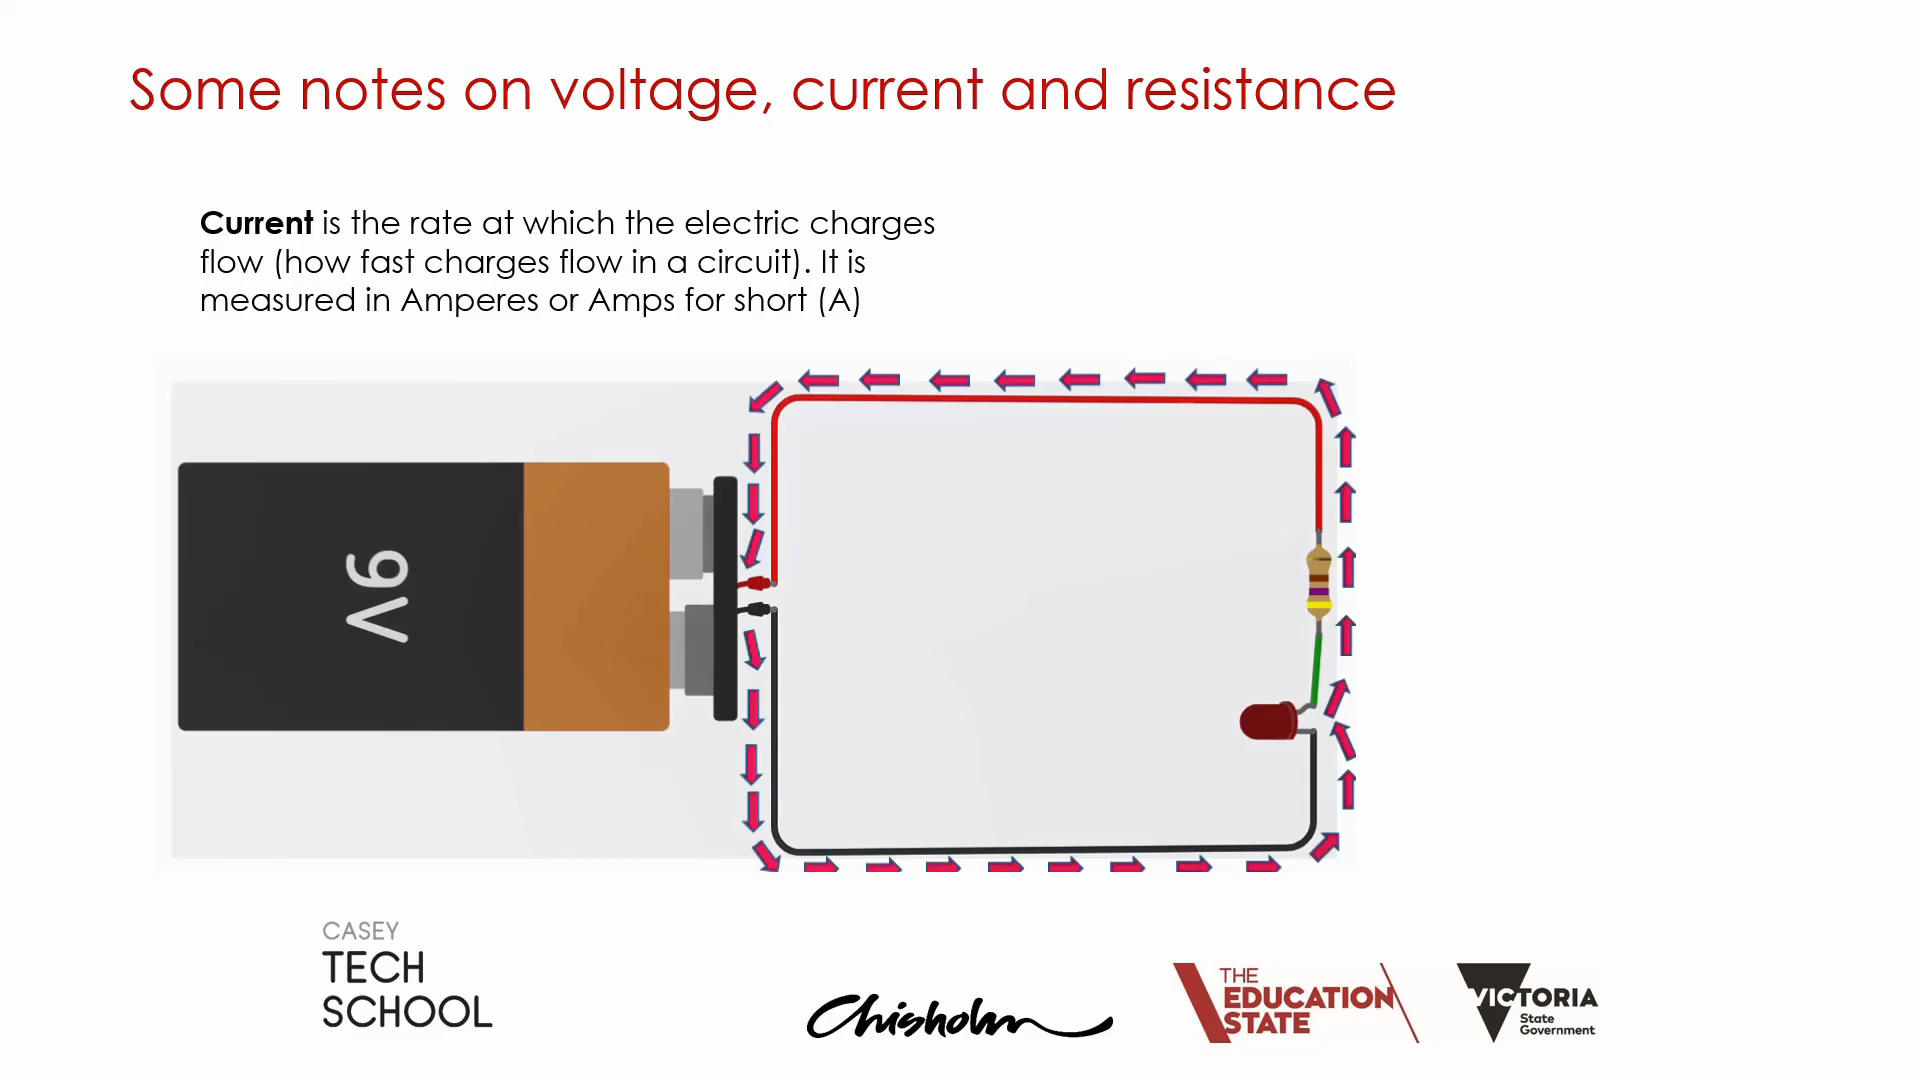 Some notes on voltage, current and resistance
Current is the rate at which the electric charges
flow (how fast charges flow in a circuit). It is
measured in Amperes or Amps for short (A)
9V
CASEY
TECH
SCHOOL
Chisholm
THE
EDUCATION
STATE
VICTORIA
State
Government